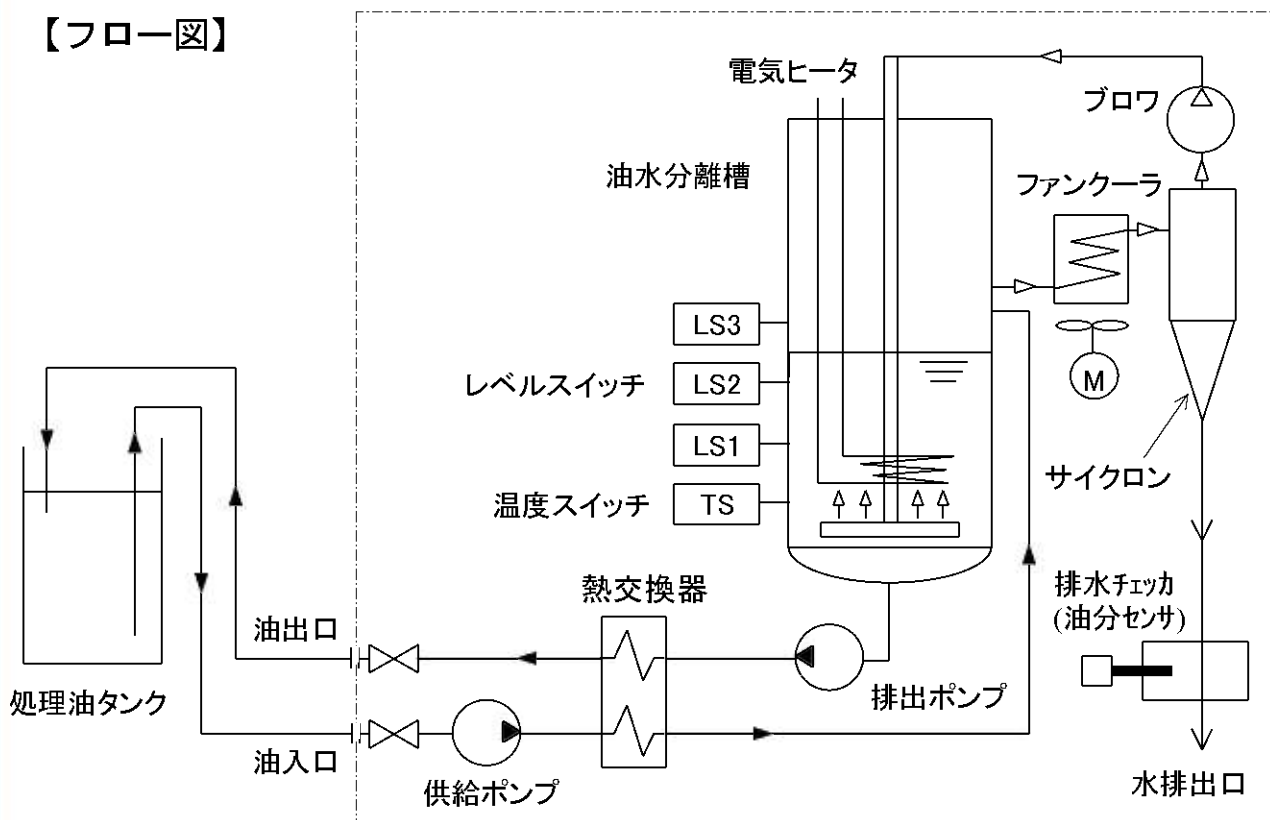 【フロー図】
電気ヒータ
ブロワ
油水分離槽
ファンクーラ
LS3
レベルスイッチ
LS2
M
LS1
サイクロン
温度スイッチ
TS
熱交換器
排水チェッカ
(油分センサ)
油出口
処理油タンク
排出ポンプ
油入口
供給ポンプ
水排出口